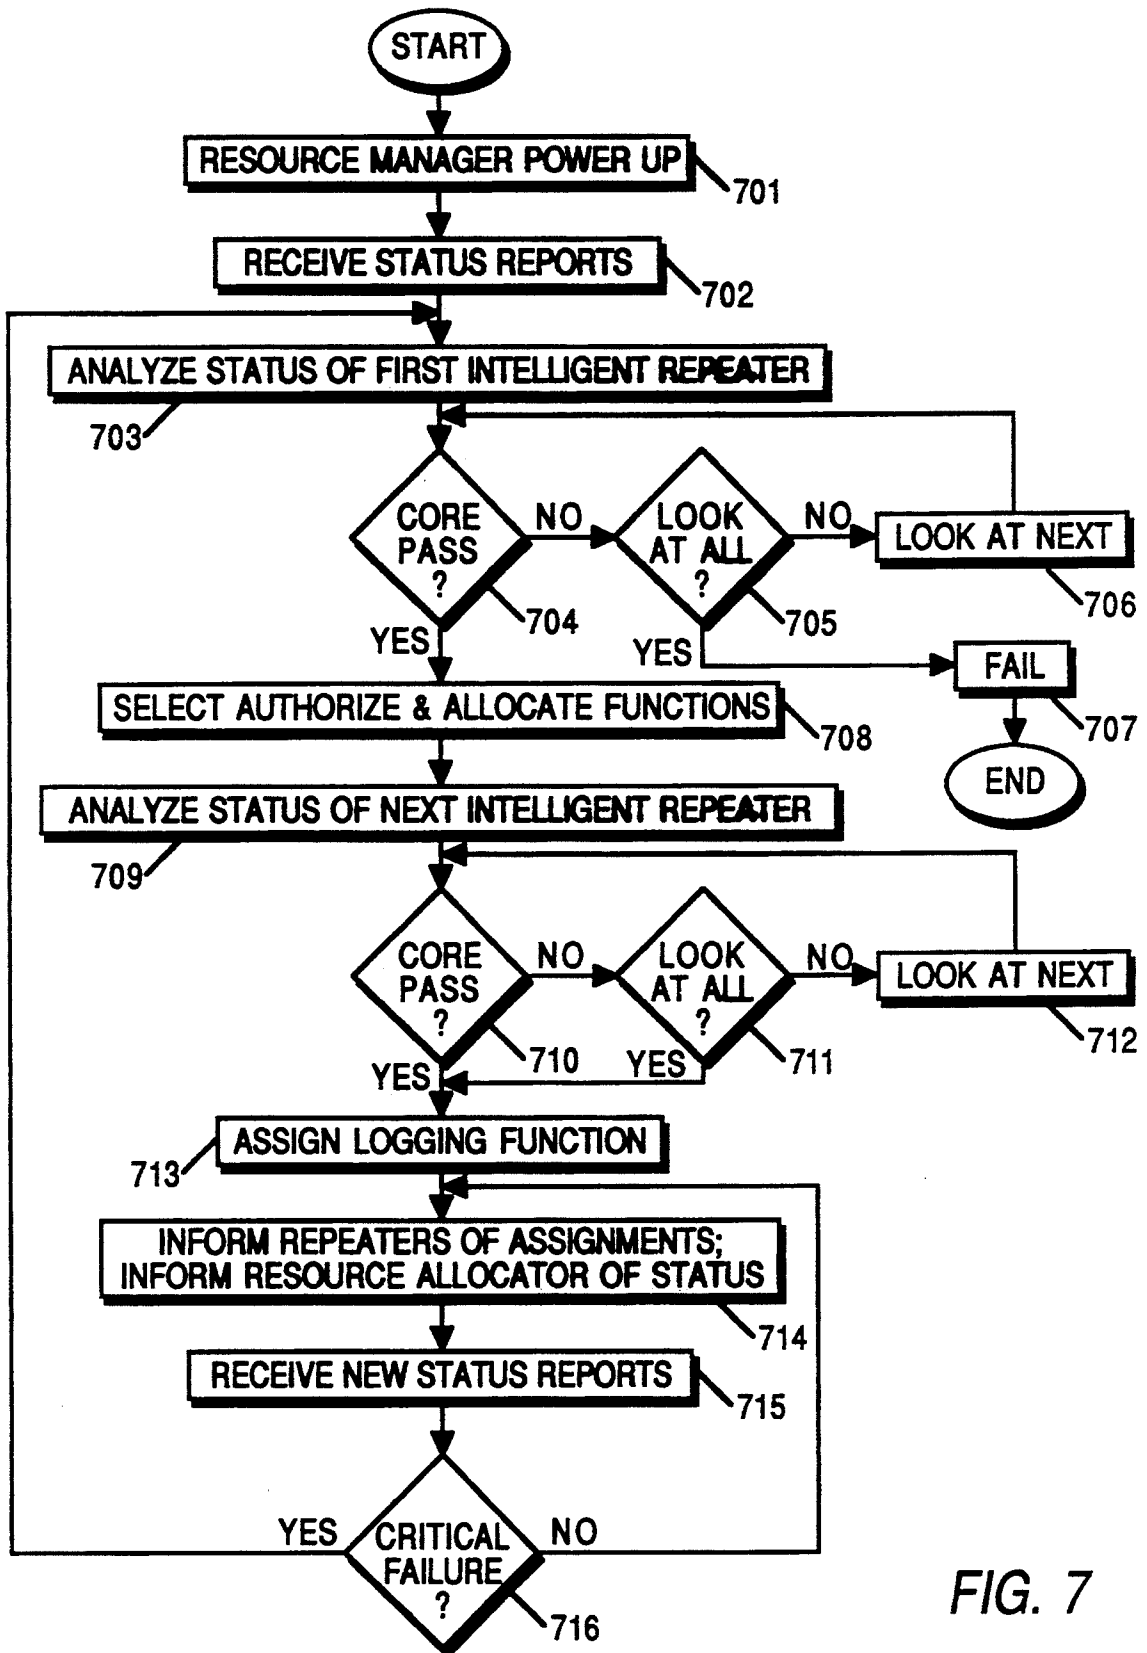 START
RESOURCE MANAGER POWER UP
701
RECEIVE STATUS REPORTS
702
ANALYZE STATUS OF FIRST INTELLIGENT REPEATER
703
CORE
PASS
?
704
NO
LOOK
AT ALL
?
705
NO
LOOK AT NEXT
706
YES
YES
FAIL
707
END
SELECT AUTHORIZE & ALLOCATE FUNCTIONS
708
ANALYZE STATUS OF NEXT INTELLIGENT REPEATER
709
CORE
PASS
?
710
NO
LOOK
AT ALL
?
711
NO
LOOK AT NEXT
712
YES
YES
ASSIGN LOGGING FUNCTION
713
INFORM REPEATERS OF ASSIGNMENTS;
INFORM RESOURCE ALLOCATOR OF STATUS
714
RECEIVE NEW STATUS REPORTS
715
YES
CRITICAL
FAILURE
?
716
NO
FIG. 7